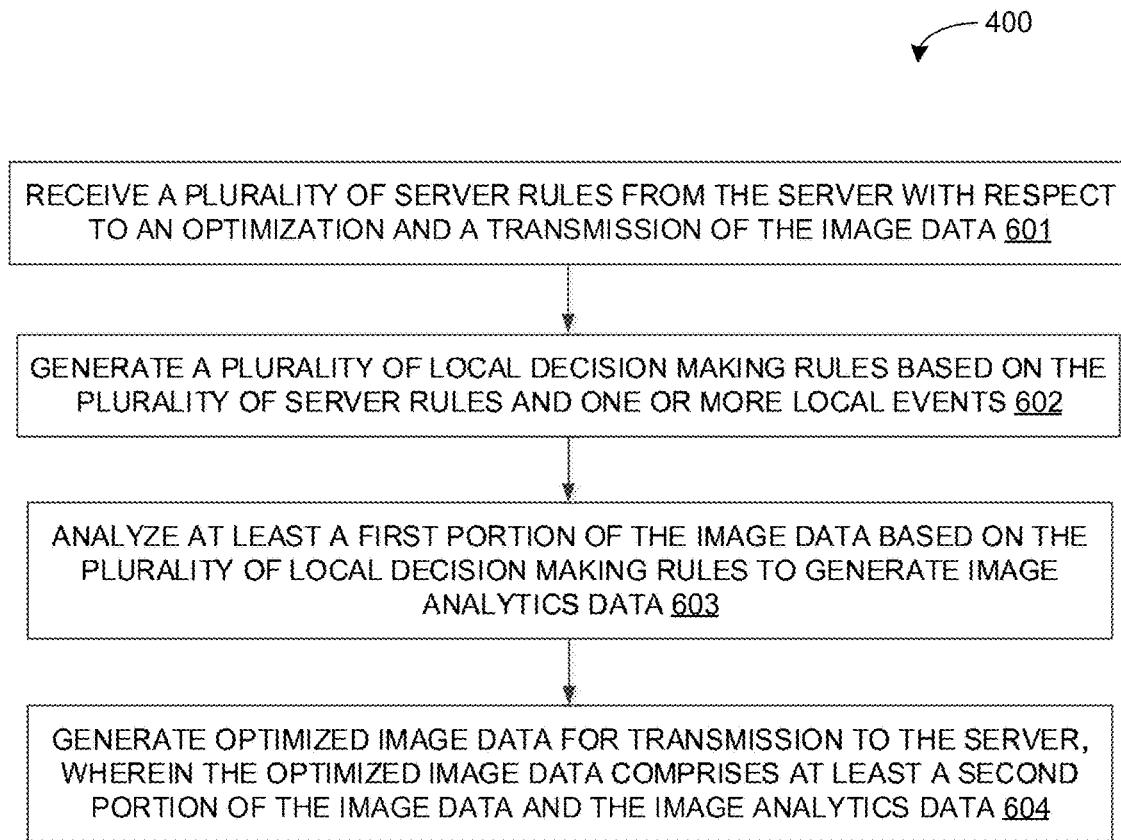 400
RECEIVE A PLURALITY OF SERVER RULES FROM THE SERVER WITH RESPECT
TO AN OPTIMIZATION AND A TRANSMISSION OF THE IMAGE DATA 601
GENERATE A PLURALITY OF LOCAL DECISION MAKING RULES BASED ON THE
PLURALITY OF SERVER RULES AND ONE OR MORE LOCAL EVENTS 602
ANALYZE AT LEAST A FIRST PORTION OF THE IMAGE DATA BASED ON THE
PLURALITY OF LOCAL DECISION MAKING RULES TO GENERATE IMAGE
ANALYTICS DATA 603
GENERATE OPTIMIZED IMAGE DATA FOR TRANSMISSION TO THE SERVER,
WHEREIN THE OPTIMIZED IMAGE DATA COMPRISES AT LEAST A SECOND
PORTION OF THE IMAGE DATA AND THE IMAGE ANALYTICS DATA 604